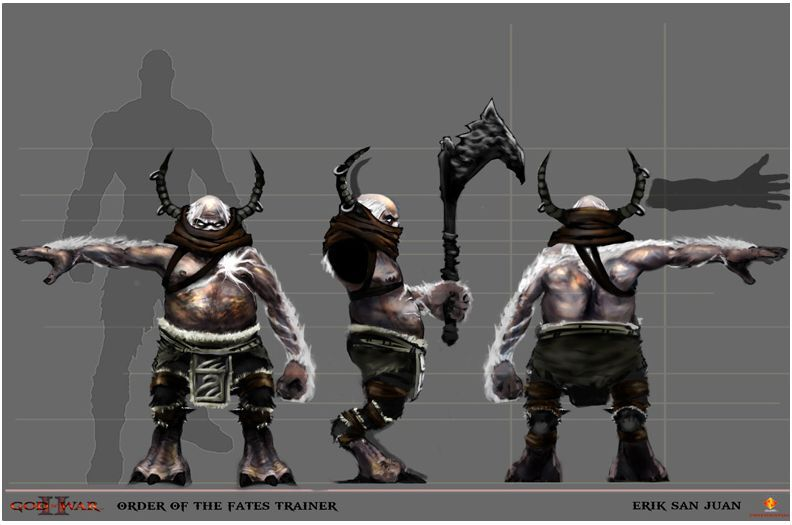 GOD OF WAR II
ORDER OF THE FATES TRAINER
ERIK SAN JUAN